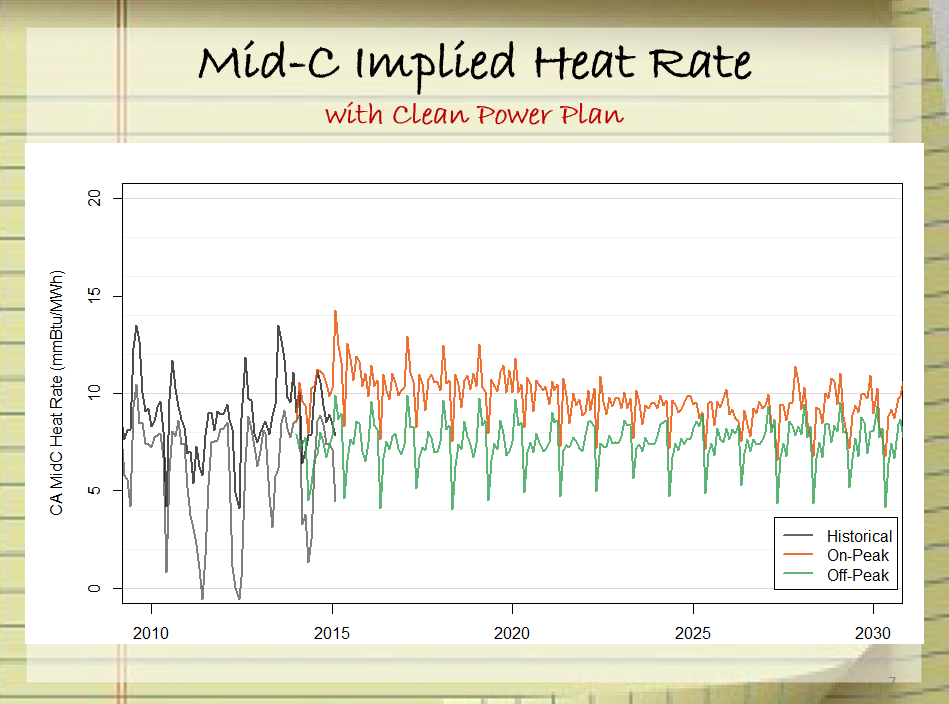 Mid-C Implied Heat Rate
with Clean Power Plan
CA MidC Heat Rate (mmBtu/MWh)
20
15
10
5
0
2010 2015 2020 2025 2030
Historical
On-Peak
Off-Peak
7